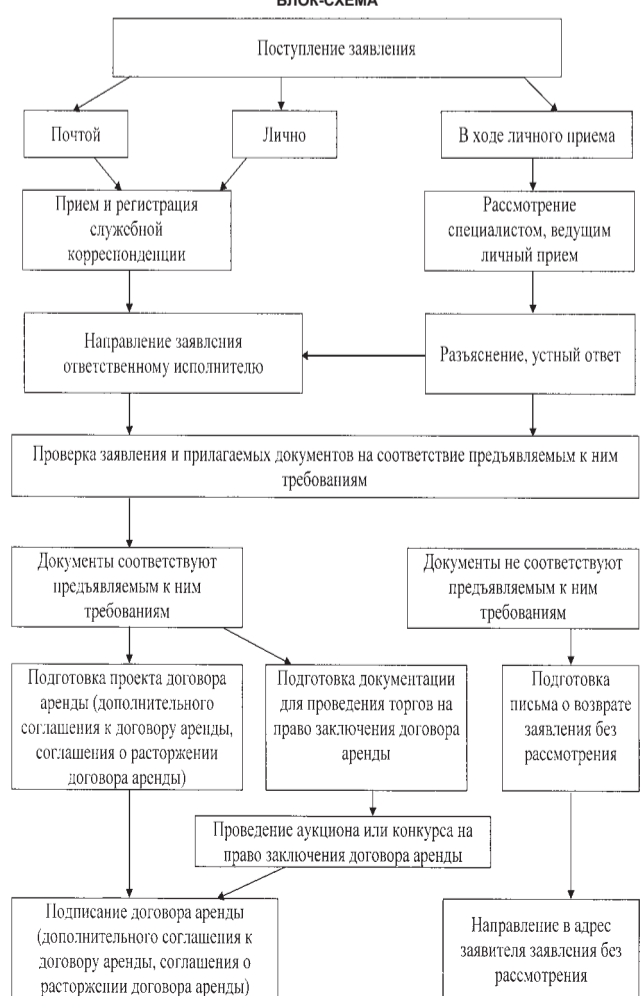 БЛОК-СХЕМА
Поступление заявления
Почтой
Лично
В ходе личного приема
Прием и регистрация
служебной
корреспонденции
Рассмотрение
специалистом, ведущим
личный прием
Направление заявления
ответственному исполнителю
Разъяснение, устный ответ
Проверка заявления и прилагаемых документов на соответствие предъявляемым к ним
требованиям
Документы соответствуют
предъявляемым к ним
требованиям
Документы не соответствуют
предъявляемым к ним
требованиям
Подготовка проекта договора
аренды (дополнительного
соглашения к договору аренды,
соглашения о расторжении
договора аренды)
Подготовка документации
для проведения торгов на
право заключения договора
аренды
Подготовка
письма о возврате
заявления без
рассмотрения
Проведение аукциона или конкурса на
право заключения договора аренды
Подписание договора аренды
(дополнительного соглашения к
договору аренды, соглашения о
расторжении договора аренды)
Направление в адрес
заявителя заявления без
рассмотрения